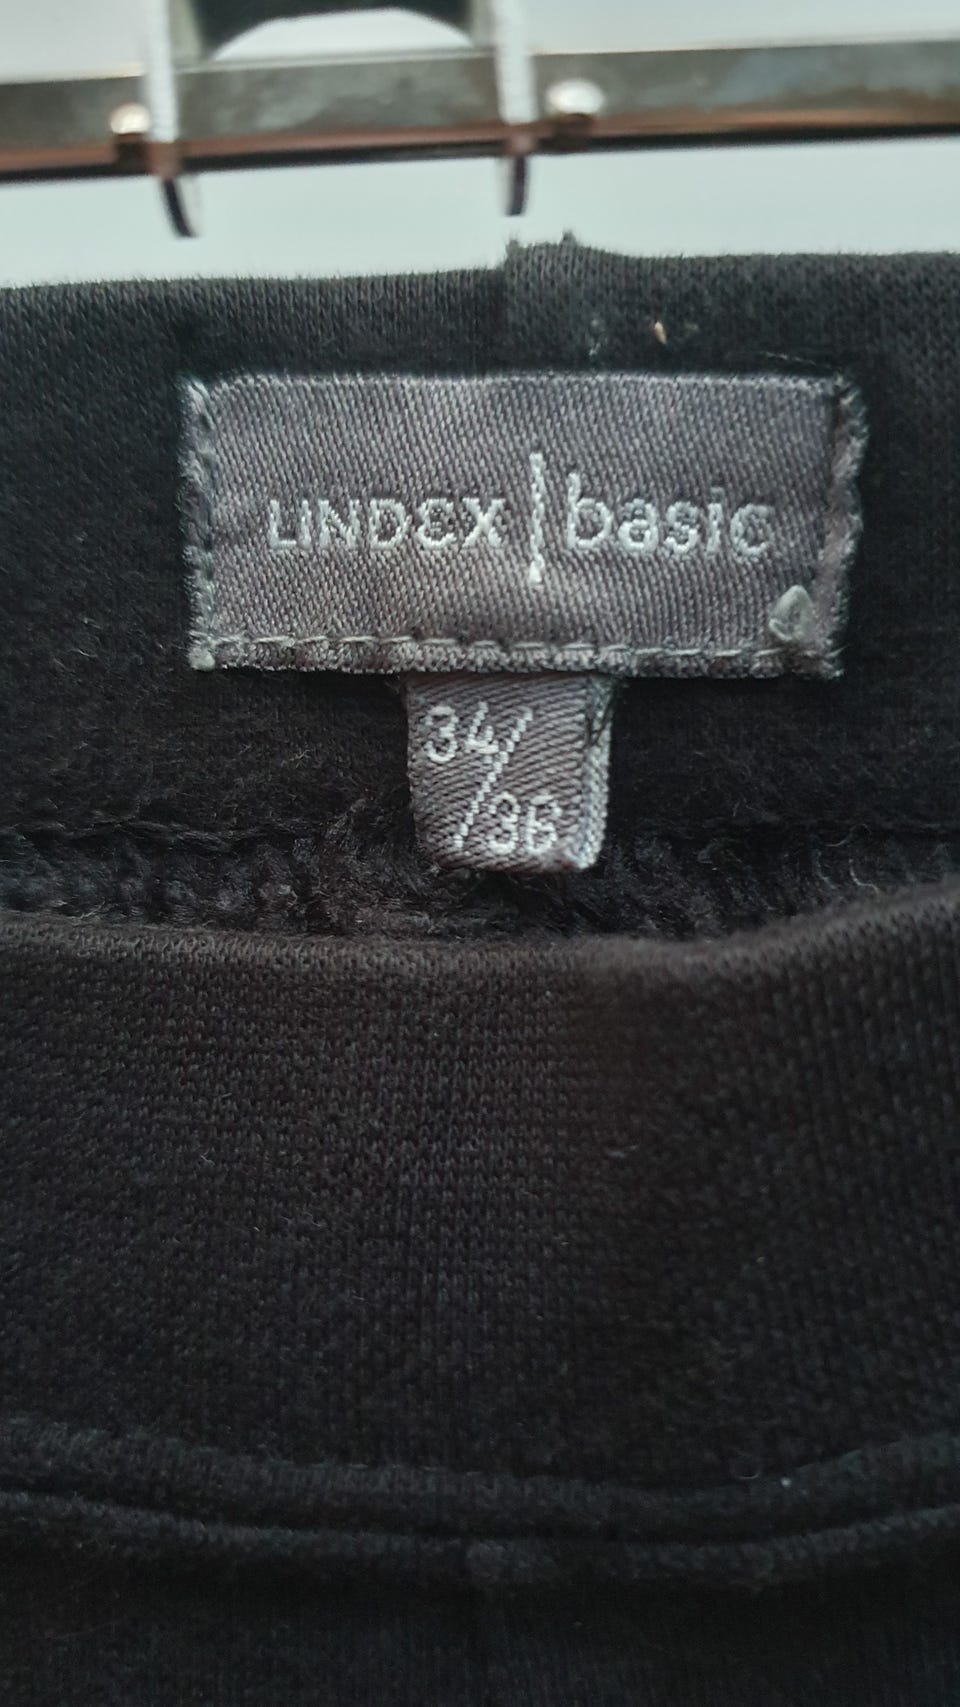 LINDEX | basic
34/
/36